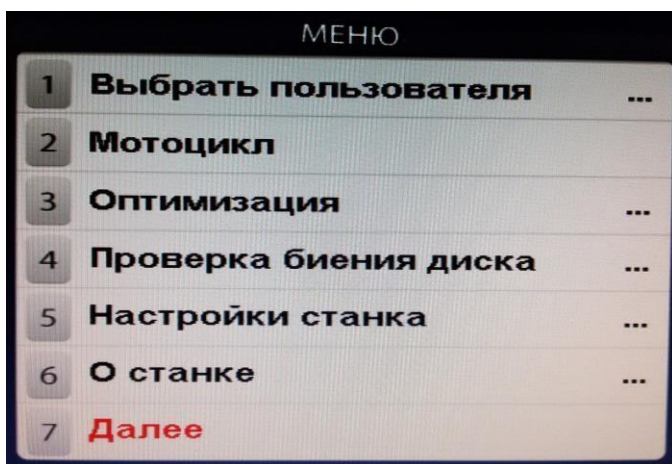 МЕНЮ
1 Выбрать пользователя ...
2 Мотоцикл
3 Оптимизация ...
4 Проверка биения диска ...
5 Настройки станка ...
6 О станке ...
7 Далее